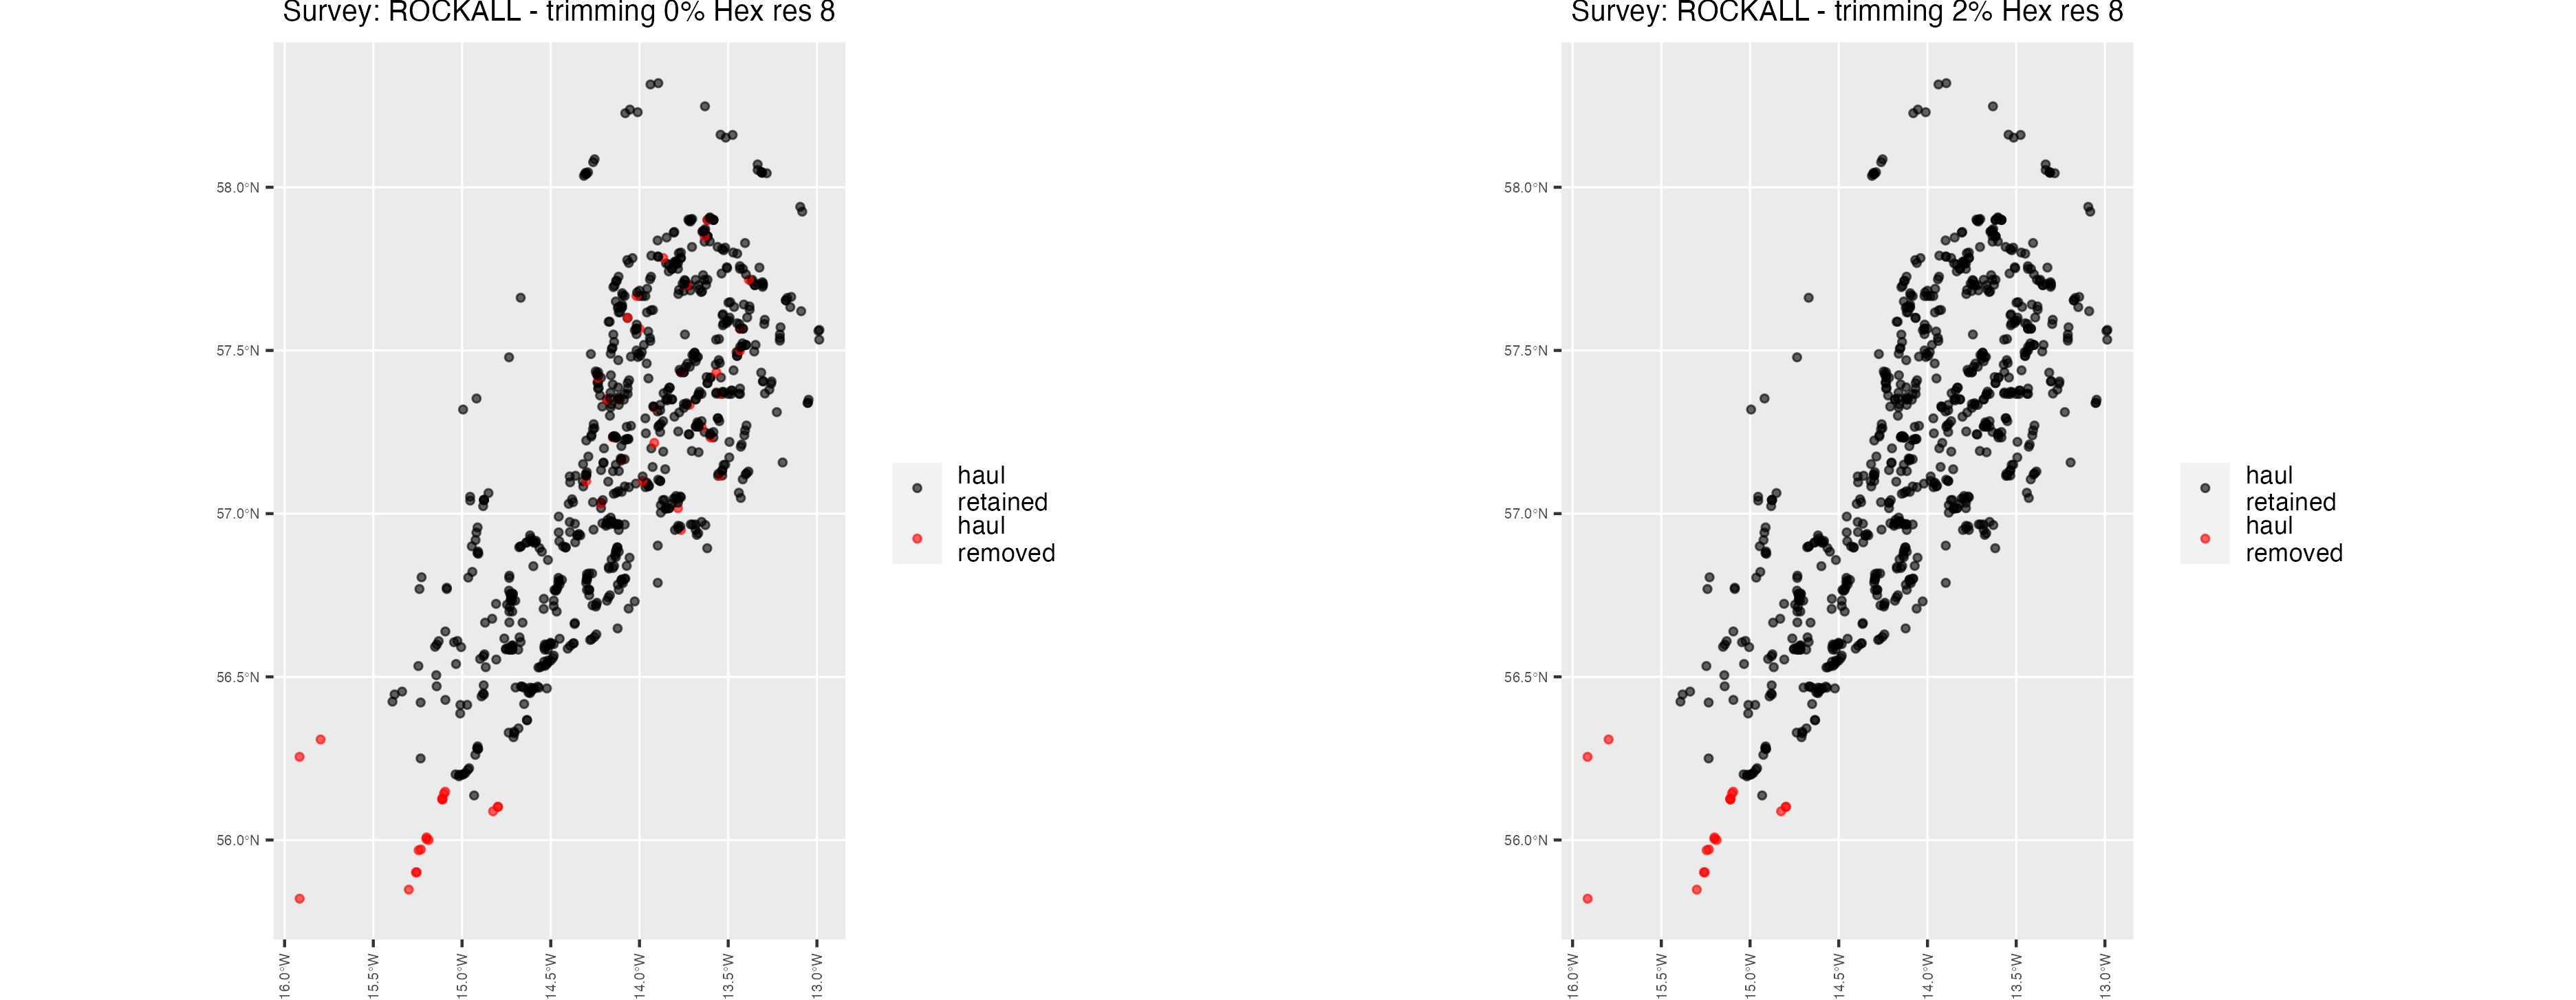 Survey: ROCKALL - trimming 0% Hex res 8
58.0°N
57.5°N
57.0°N
56.5°N
56.0°N
16.0°W
15.5°W
15.0°W
14.5°W
14.0°W
13.5°W
13.0°W
haul
retained
haul
removed
Survey: ROCKALL - trimming 2% Hex res 8
58.0°N
57.5°N
57.0°N
56.5°N
56.0°N
16.0°W
15.5°W
15.0°W
14.5°W
14.0°W
13.5°W
13.0°W
haul
retained
haul
removed